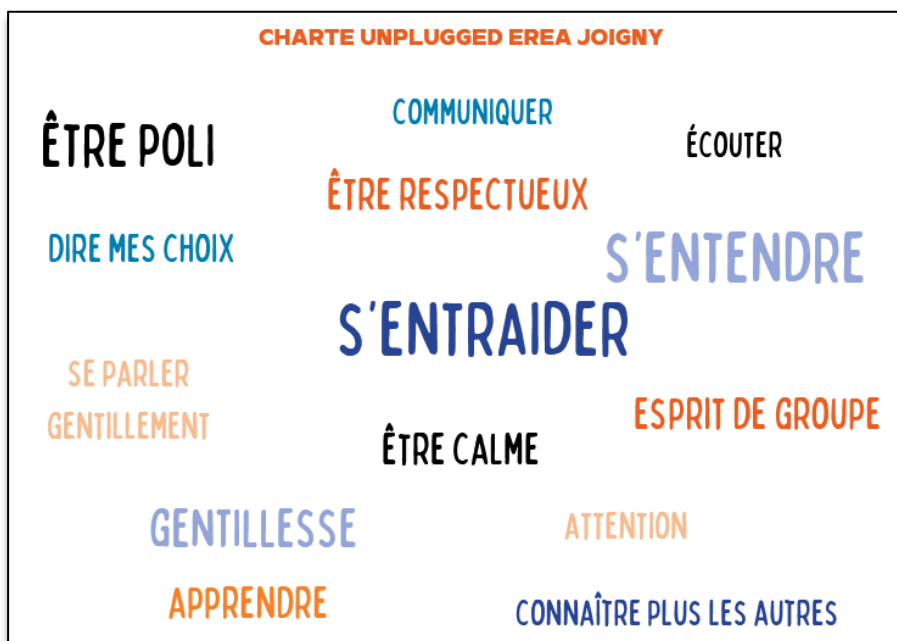 CHARTE UNPLUGGED EREA JOIGNY
COMMUNIQUER
ÊTRE POLI
ÉCOUTER
ÊTRE RESPECTUEUX
DIRE MES CHOIX
S'ENTENDRE
S'ENTRAIDER
SE PARLER
GENTILLEMENT
ESPRIT DE GROUPE
ÊTRE CALME
GENTILLESSE
ATTENTION
APPRENDRE
CONNAÎTRE PLUS LES AUTRES